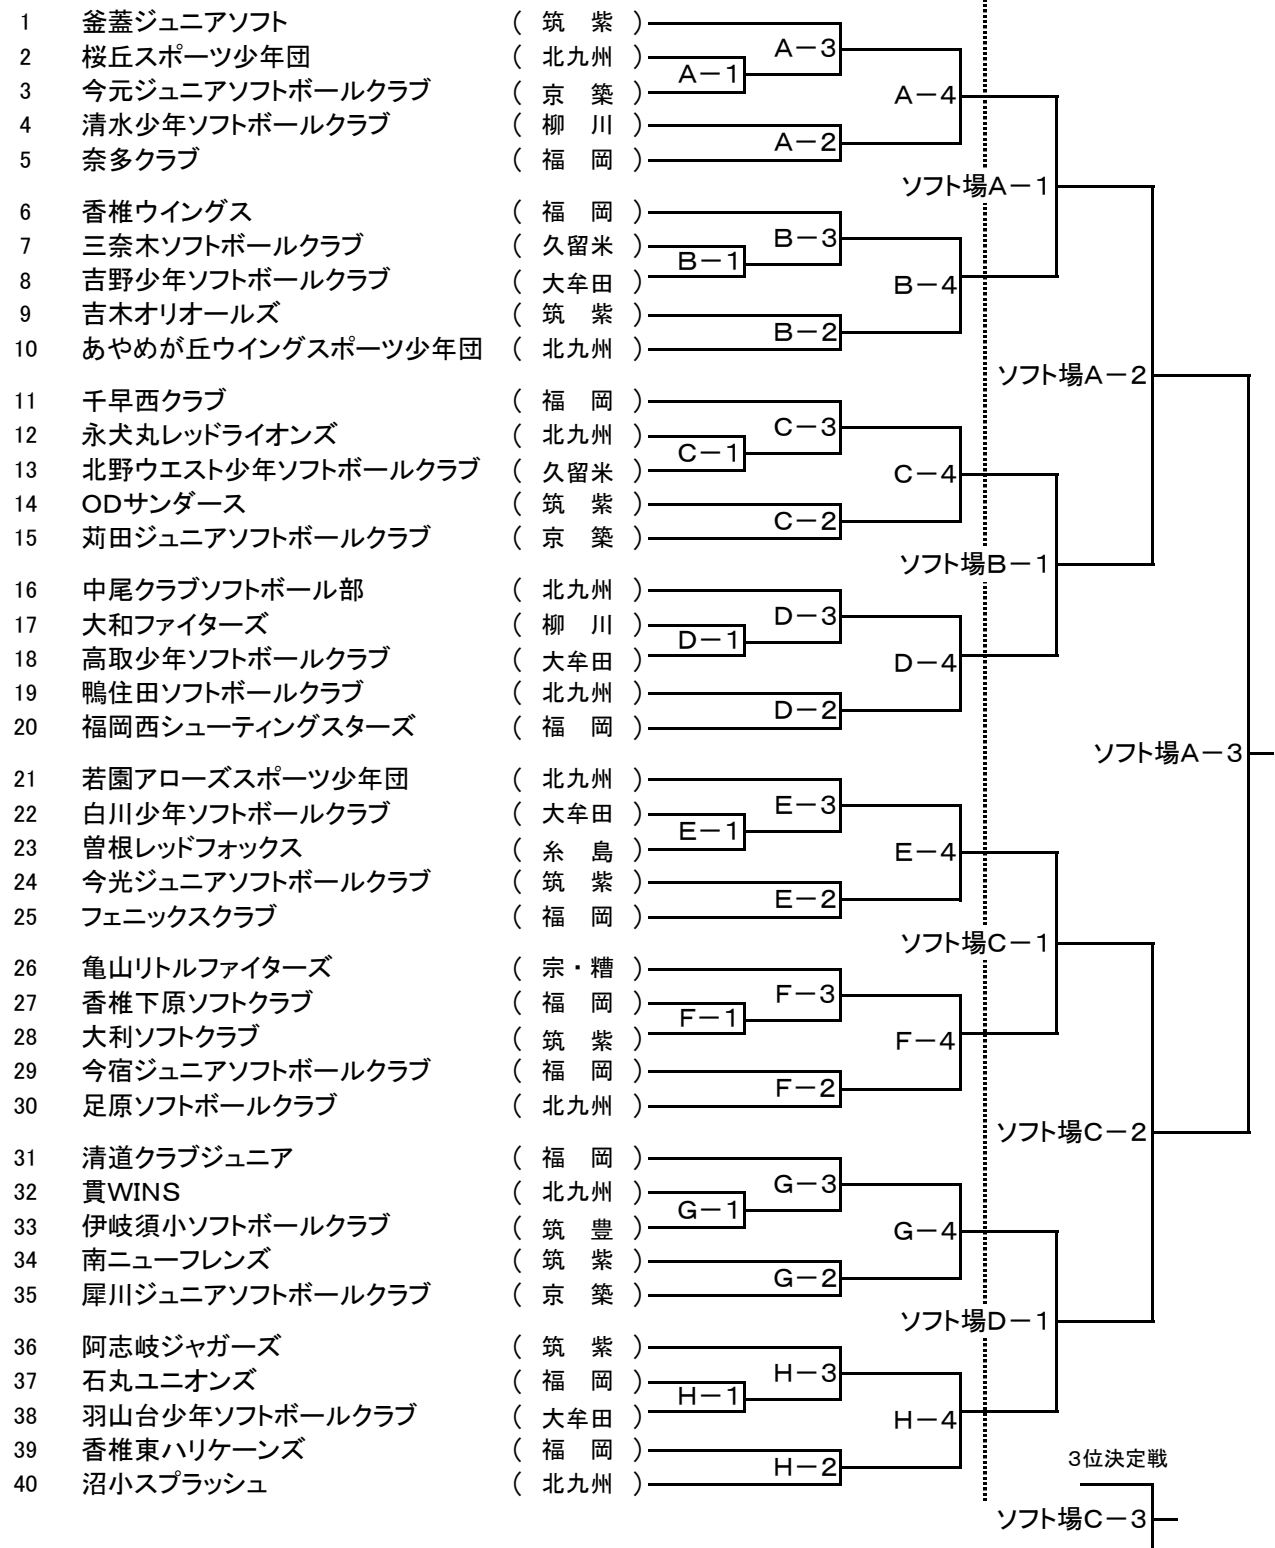 1 釜蓋ジュニアソフト ( 筑 紫 )
A－3
2 桜丘スポーツ少年団 ( 北九州 )
A－1
3 今元ジュニアソフトボールクラブ ( 京 築 )
A－4
4 清水少年ソフトボールクラブ ( 柳 川 )
A－2
5 奈多クラブ ( 福 岡 )
ソフト場A－1
6 香椎ウイングス ( 福 岡 )
B－3
7 三奈木ソフトボールクラブ ( 久留米 )
B－1
8 吉野少年ソフトボールクラブ ( 大牟田 )
B－4
9 吉木オリオールズ ( 筑 紫 )
B－2
10 あやめが丘ウイングスポーツ少年団 ( 北九州 )
ソフト場A－2
11 千早西クラブ ( 福 岡 )
C－3
12 永犬丸レッドライオンズ ( 北九州 )
C－1
13 北野ウエスト少年ソフトボールクラブ ( 久留米 )
C－4
14 ODサンダース ( 筑 紫 )
C－2
15 苅田ジュニアソフトボールクラブ ( 京 築 )
ソフト場B－1
16 中尾クラブソフトボール部 ( 北九州 )
D－3
17 大和ファイターズ ( 柳 川 )
D－1
18 高取少年ソフトボールクラブ ( 大牟田 )
D－4
19 鴨住田ソフトボールクラブ ( 北九州 )
D－2
20 福岡西シューティングスターズ ( 福 岡 )
ソフト場A－3
21 若園アローズスポーツ少年団 ( 北九州 )
E－3
22 白川少年ソフトボールクラブ ( 大牟田 )
E－1
23 曽根レッドフォックス ( 糸 島 )
E－4
24 今光ジュニアソフトボールクラブ ( 筑 紫 )
E－2
25 フェニックスクラブ ( 福 岡 )
ソフト場C－1
26 亀山リトルファイターズ ( 宗・糟 )
F－3
27 香椎下原ソフトクラブ ( 福 岡 )
F－1
28 大利ソフトクラブ ( 筑 紫 )
F－4
29 今宿ジュニアソフトボールクラブ ( 福 岡 )
F－2
30 足原ソフトボールクラブ ( 北九州 )
ソフト場C－2
31 清道クラブジュニア ( 福 岡 )
G－3
32 貫WINS ( 北九州 )
G－1
33 伊岐須小ソフトボールクラブ ( 筑 豊 )
G－4
34 南ニューフレンズ ( 筑 紫 )
G－2
35 犀川ジュニアソフトボールクラブ ( 京 築 )
ソフト場D－1
36 阿志岐ジャガーズ ( 筑 紫 )
H－3
37 石丸ユニオンズ ( 福 岡 )
H－1
38 羽山台少年ソフトボールクラブ ( 大牟田 )
H－4
39 香椎東ハリケーンズ ( 福 岡 )
H－2
40 沼小スプラッシュ ( 北九州 )
3位決定戦
ソフト場C－3